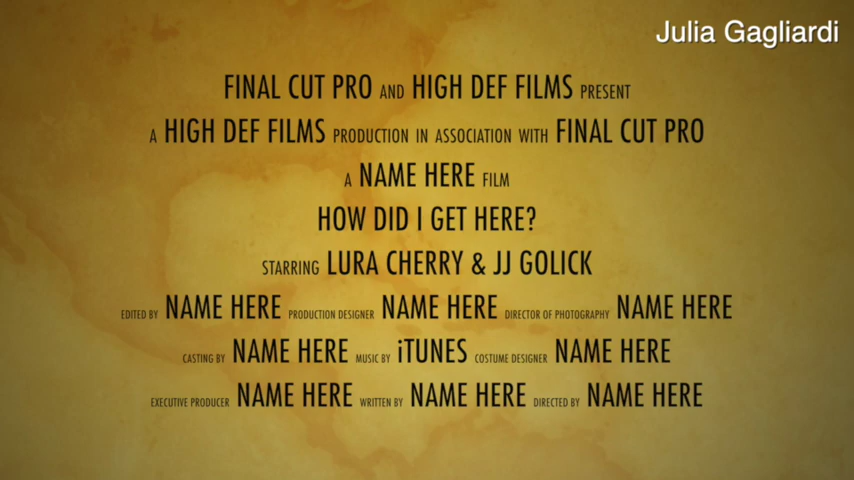 Julia Gagliardi
FINAL CUT PRO AND HIGH DEF FILMS PRESENT
A HIGH DEF FILMS PRODUCTION IN ASSOCIATION WITH FINAL CUT PRO
A NAME HERE FILM
HOW DID I GET HERE?
STARRING LURA CHERRY & JJ GOLICK
EDITED BY NAME HERE PRODUCTION DESIGNER NAME HERE DIRECTOR OF PHOTOGRAPHY NAME HERE
CASTING BY NAME HERE MUSIC BY iTUNES COSTUME DESIGNER NAME HERE
EXECUTIVE PRODUCER NAME HERE WRITTEN BY NAME HERE DIRECTED BY NAME HERE